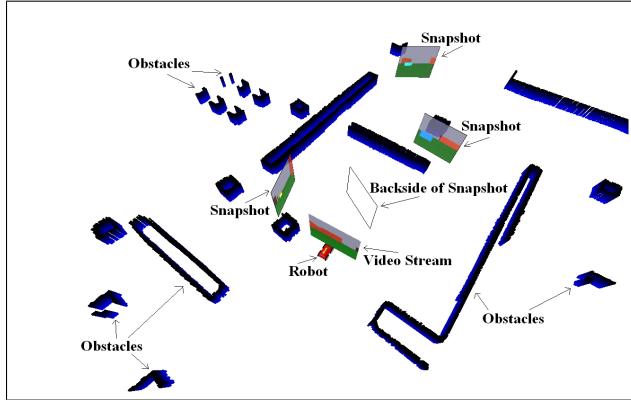 Snapshot
Obstacles
Snapshot
Backside of Snapshot
Snapshot
Video Stream
Robot
Obstacles
Obstacles